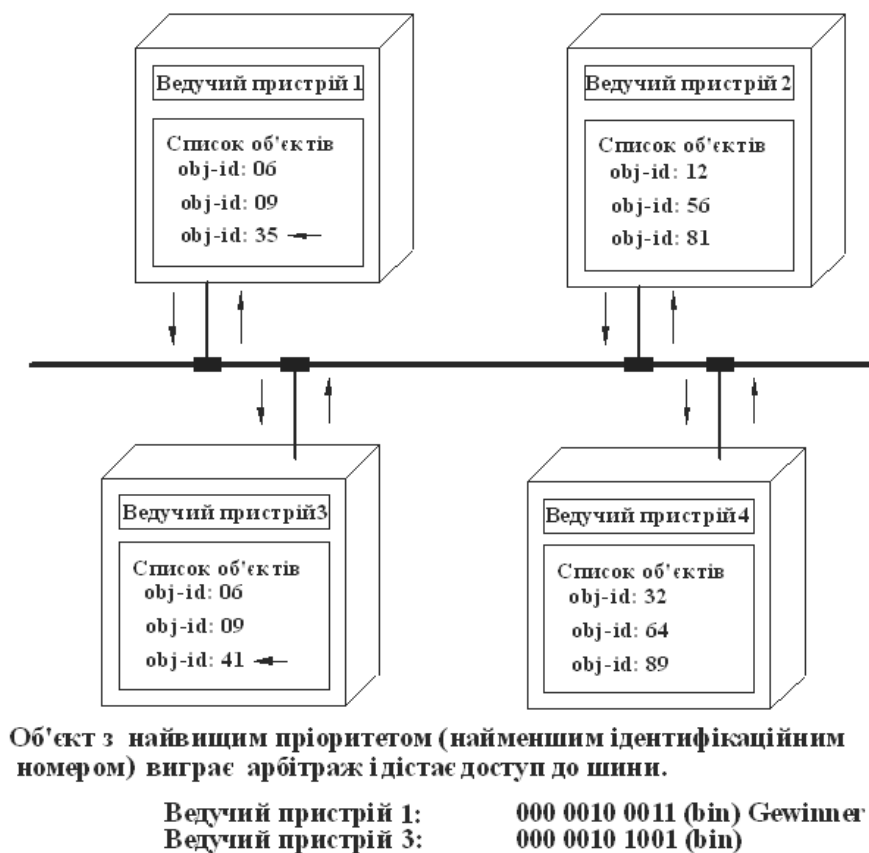 Ведучий пристрій 1
Список об'єктів
obj-id: 06
obj-id: 09
obj-id: 35
Ведучий пристрій 2
Список об'єктів
obj-id: 12
obj-id: 56
obj-id: 81
Ведучий пристрій3
Список об'єктів
obj-id: 06
obj-id: 09
obj-id: 41
Ведучий пристрій4
Список об'єктів
obj-id: 32
obj-id: 64
obj-id: 89
Об'єкт з найвищим пріоритетом (найменшим ідентифікаційним
номером) виграє арбітраж і дістає доступ до шини.
Ведучий пристрій 1: 000 0010 0011 (bin) Gewinner
Ведучий пристрій 3: 000 0010 1001 (bin)